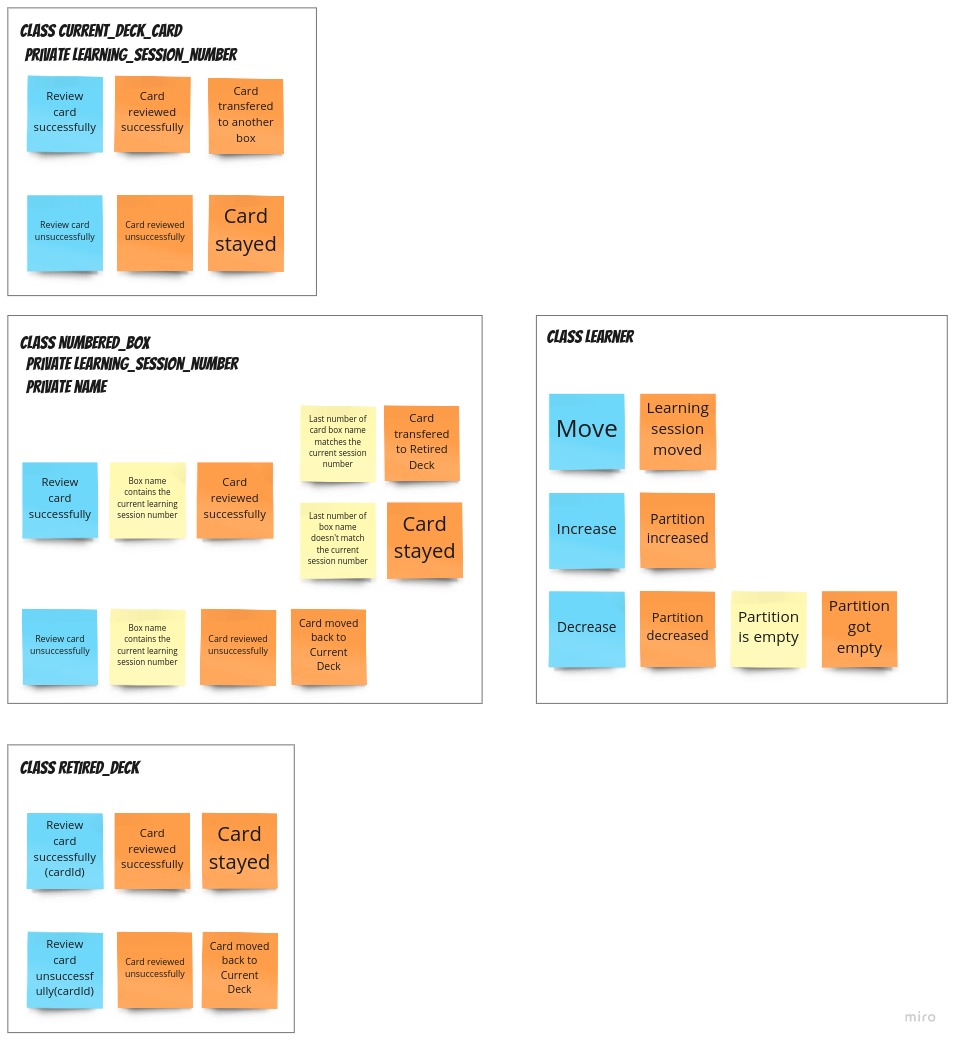 CLASS CURRENT_DECK_CARD
PRIVATE LEARNING_SESSION_NUMBER
Review
card
successfully
Card
reviewed
successfully
Card
transfered
to another
box
Review card
unsuccessfully
Card reviewed
unsuccessfully
Card
stayed
CLASS NUMBERED_BOX
PRIVATE LEARNING_SESSION_NUMBER
PRIVATE NAME
Review
card
successfully
Box name
contains the
current learning
session number
Card
reviewed
successfully
Last number of
card box name
matches the
current session
number
Card
transfered
to Retired
Deck
Last number of
box name
doesn't match
the current
session number
Card
stayed
Review card
unsuccessfully
Box name
contains the
current learning
session number
Card reviewed
unsuccessfully
Card moved
back to
Current
Deck
CLASS LEARNER
Move
Learning
session
moved
Increase
Partition
increased
Decrease
Partition
decreased
Partition
is empty
Partition
got
empty
CLASS RETIRED_DECK
Review
card
successfully
(cardId)
Card
reviewed
successfully
Card
stayed
Review
card
unsuccessf
ully(cardId)
Card reviewed
unsuccessfully
Card moved
back to
Current
Deck
miro